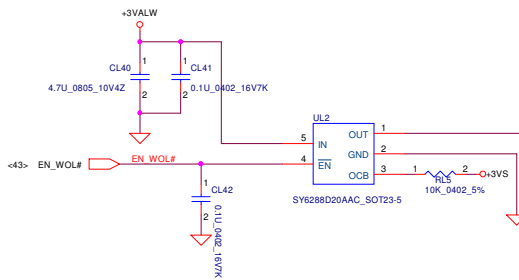 +3VALW
1
CL40
1
CL41
4.7U_0805_10V4Z
2
2
0.1U_0402_16V7K
UL2
5
IN
OUT
1
<43>
EN_WOL#
EN_WOL#
4
EN
GND
2
OCB
3
1
2
+3VS
RL5
10K_0402_5%
SY6288D20AAC_SOT23-5
1
CL42
2
0.1U_0402_16V7K